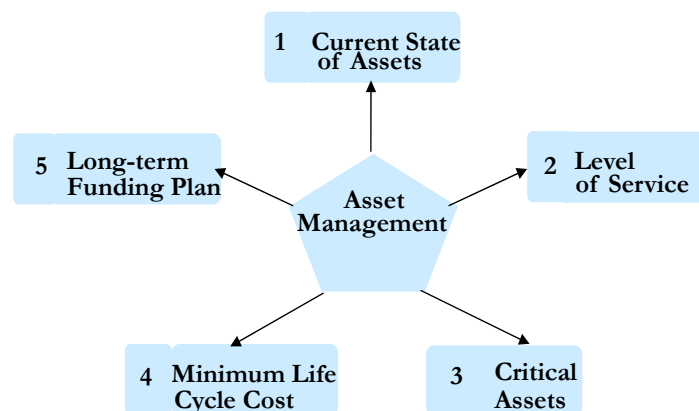 1 Current State
of Assets
5 Long-term
Funding Plan
2 Level
of Service
Asset
Management
4 Minimum Life
Cycle Cost
3 Critical
Assets